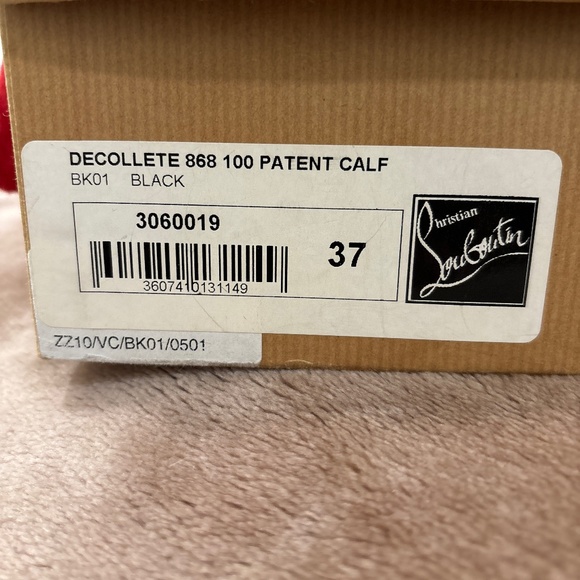 DECOLLETE 868 100 PATENT CALF
BK01 BLACK
3060019
37
3607410131149
Christian
Louboutin
ZZ10/VC/BK01/0501